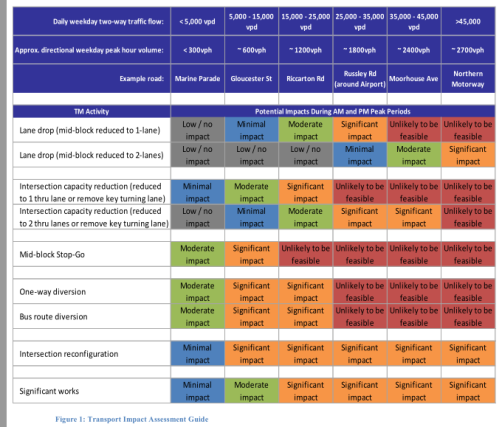 Daily weekday two-way traffic flow: < 5,000 vpd 5,000 - 15,000 vpd 15,000 - 25,000 vpd 25,000 - 35,000 vpd 35,000 - 45,000 vpd >45,000
Approx. directional weekday peak hour volume: < 300vph ~ 600vph ~ 1200vph ~ 1800vph ~ 2400vph ~ 2700vph
Example road: Marine Parade Gloucester St Riccarton Rd Russley Rd (around Airport) Moorhouse Ave Northern Motorway
TM Activity Potential Impacts During AM and PM Peak Periods
Lane drop (mid-block reduced to 1-lane) Low / no impact Minimal impact Moderate impact Significant impact Unlikely to be feasible Unlikely to be feasible
Lane drop (mid-block reduced to 2-lanes) Low / no impact Low / no impact Low / no impact Minimal impact Moderate impact Significant impact
Intersection capacity reduction (reduced to 1 thru lane or remove key turning lane) Minimal impact Moderate impact Significant impact Unlikely to be feasible Unlikely to be feasible Unlikely to be feasible
Intersection capacity reduction (reduced to 2 thru lanes or remove key turning lane) Low / no impact Minimal impact Moderate impact Significant impact Significant impact Unlikely to be feasible
Mid-block Stop-Go Moderate impact Significant impact Unlikely to be feasible Unlikely to be feasible Unlikely to be feasible Unlikely to be feasible
One-way diversion Moderate impact Significant impact Significant impact Unlikely to be feasible Unlikely to be feasible Unlikely to be feasible
Bus route diversion Moderate impact Significant impact Significant impact Unlikely to be feasible Unlikely to be feasible Unlikely to be feasible
Intersection reconfiguration Minimal impact Significant impact Significant impact Significant impact Significant impact Significant impact
Significant works Minimal impact Moderate impact Significant impact Significant impact Significant impact Significant impact
Figure 1: Transport Impact Assessment Guide